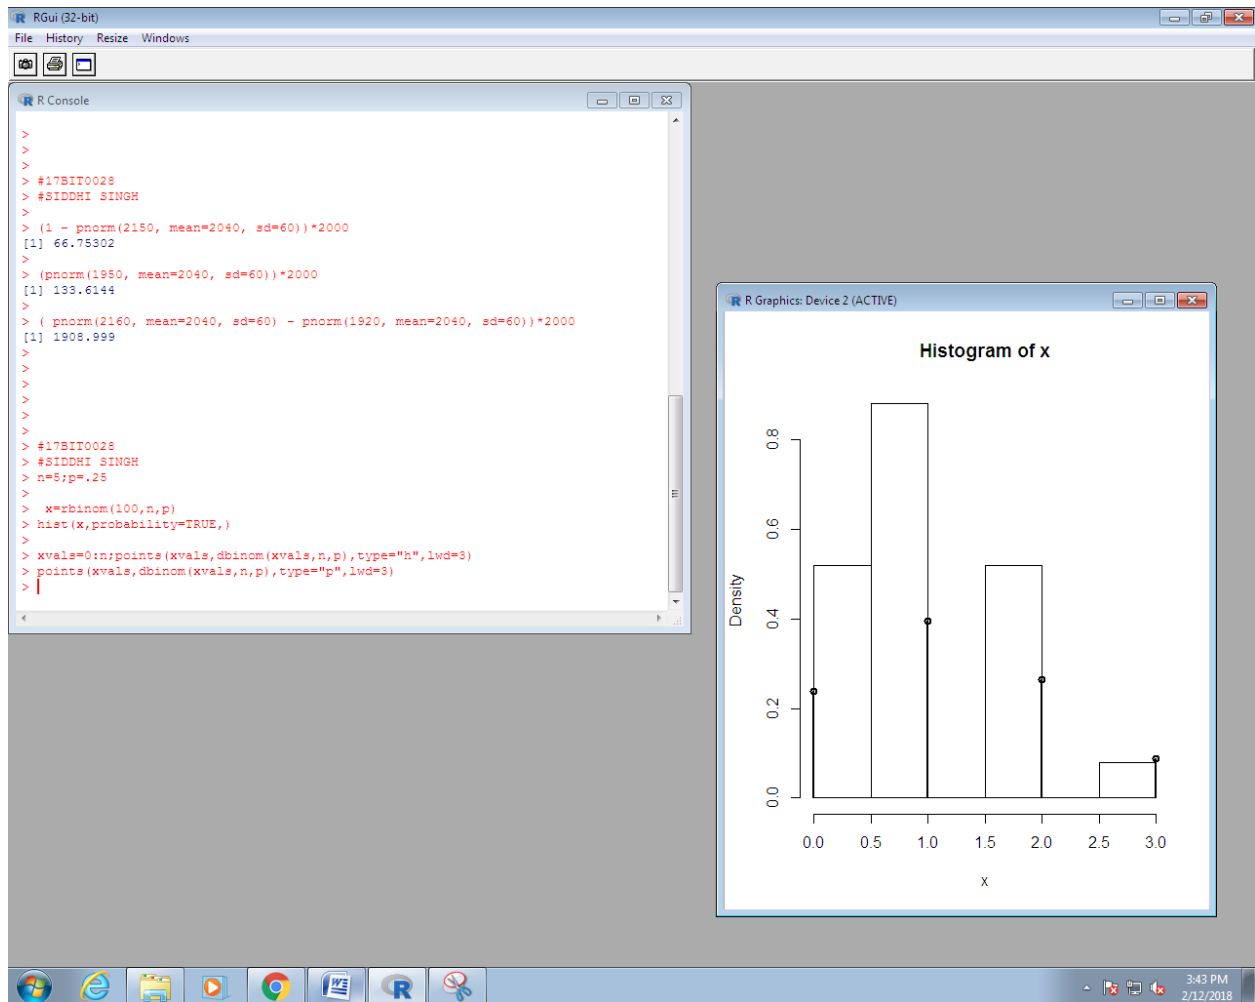 RGui (32-bit)
File History Resize Windows
R Console
>
>
>
> #17BIT0028
> #SIDDHI SINGH
>
> (1 - pnorm(2150, mean=2040, sd=60))*2000
[1] 66.75302
>
> (pnorm(1950, mean=2040, sd=60))*2000
[1] 133.6144
>
> ( pnorm(2160, mean=2040, sd=60) - pnorm(1920, mean=2040, sd=60))*2000
[1] 1908.999
>
>
>
>
>
>
> #17BIT0028
> #SIDDHI SINGH
> n=5;p=.25
>
>  x=rbinom(100,n,p)
> hist(x,probability=TRUE,)
>
> xvals=0:n;points(xvals,dbinom(xvals,n,p),type="h",lwd=3)
> points(xvals,dbinom(xvals,n,p),type="p",lwd=3)
>
R Graphics: Device 2 (ACTIVE)
Histogram of x
Density
0.8
0.6
0.4
0.2
0.0
0.0 0.5 1.0 1.5 2.0 2.5 3.0
x
3:43 PM
2/12/2018